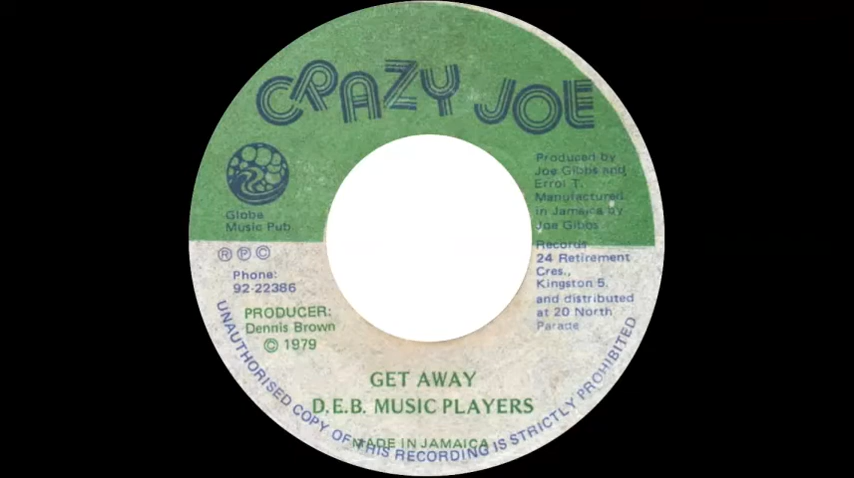 CRAZY JOE
Produced by
Joe Gibbs and
Errol T.
Manufactured
in Jamaica by
Joe Gibbs
Records
24 Retirement
Cres.,
Kingston 5.
and distributed
at 20 North
Parade
Globe
Music Pub
R P C
Phone:
92-22386
PRODUCER:
Dennis Brown
© 1979
GET AWAY
D.E.B. MUSIC PLAYERS
MADE IN JAMAICA
UNAUTHORISED COPY OF THIS RECORDING IS STRICTLY PROHIBITED